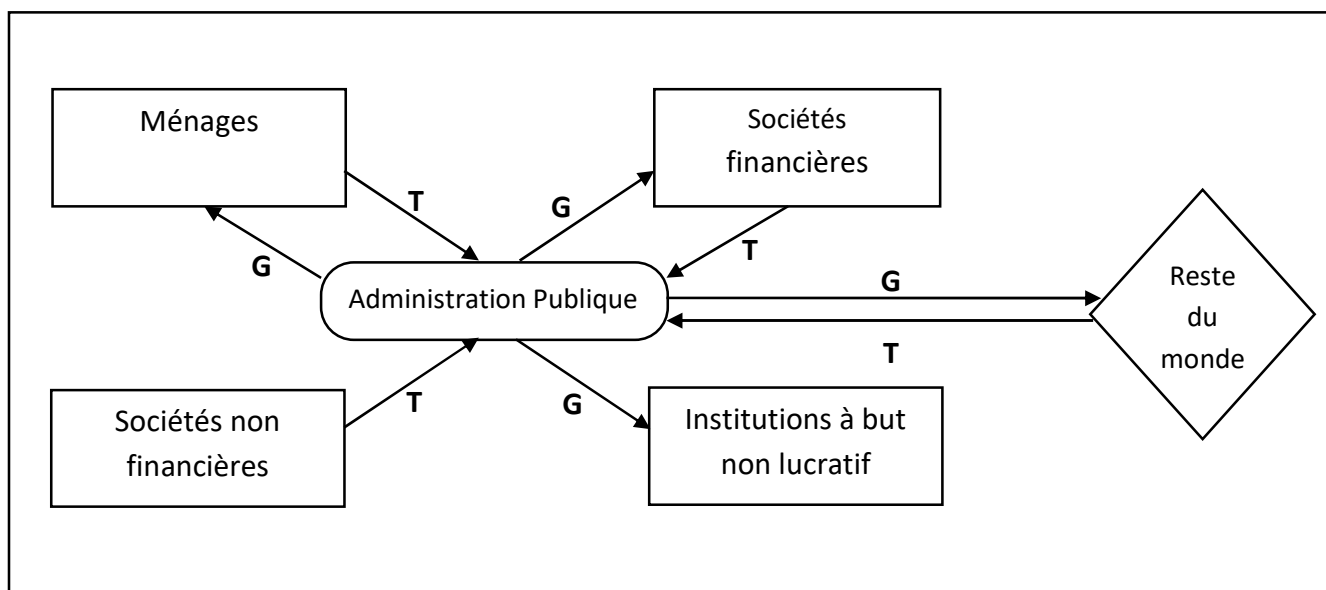 Ménages
Sociétés
financières
T
G
G
T
Administration Publique
G
Reste
du
monde
T
T
G
Sociétés non
financières
Institutions à but
non lucratif